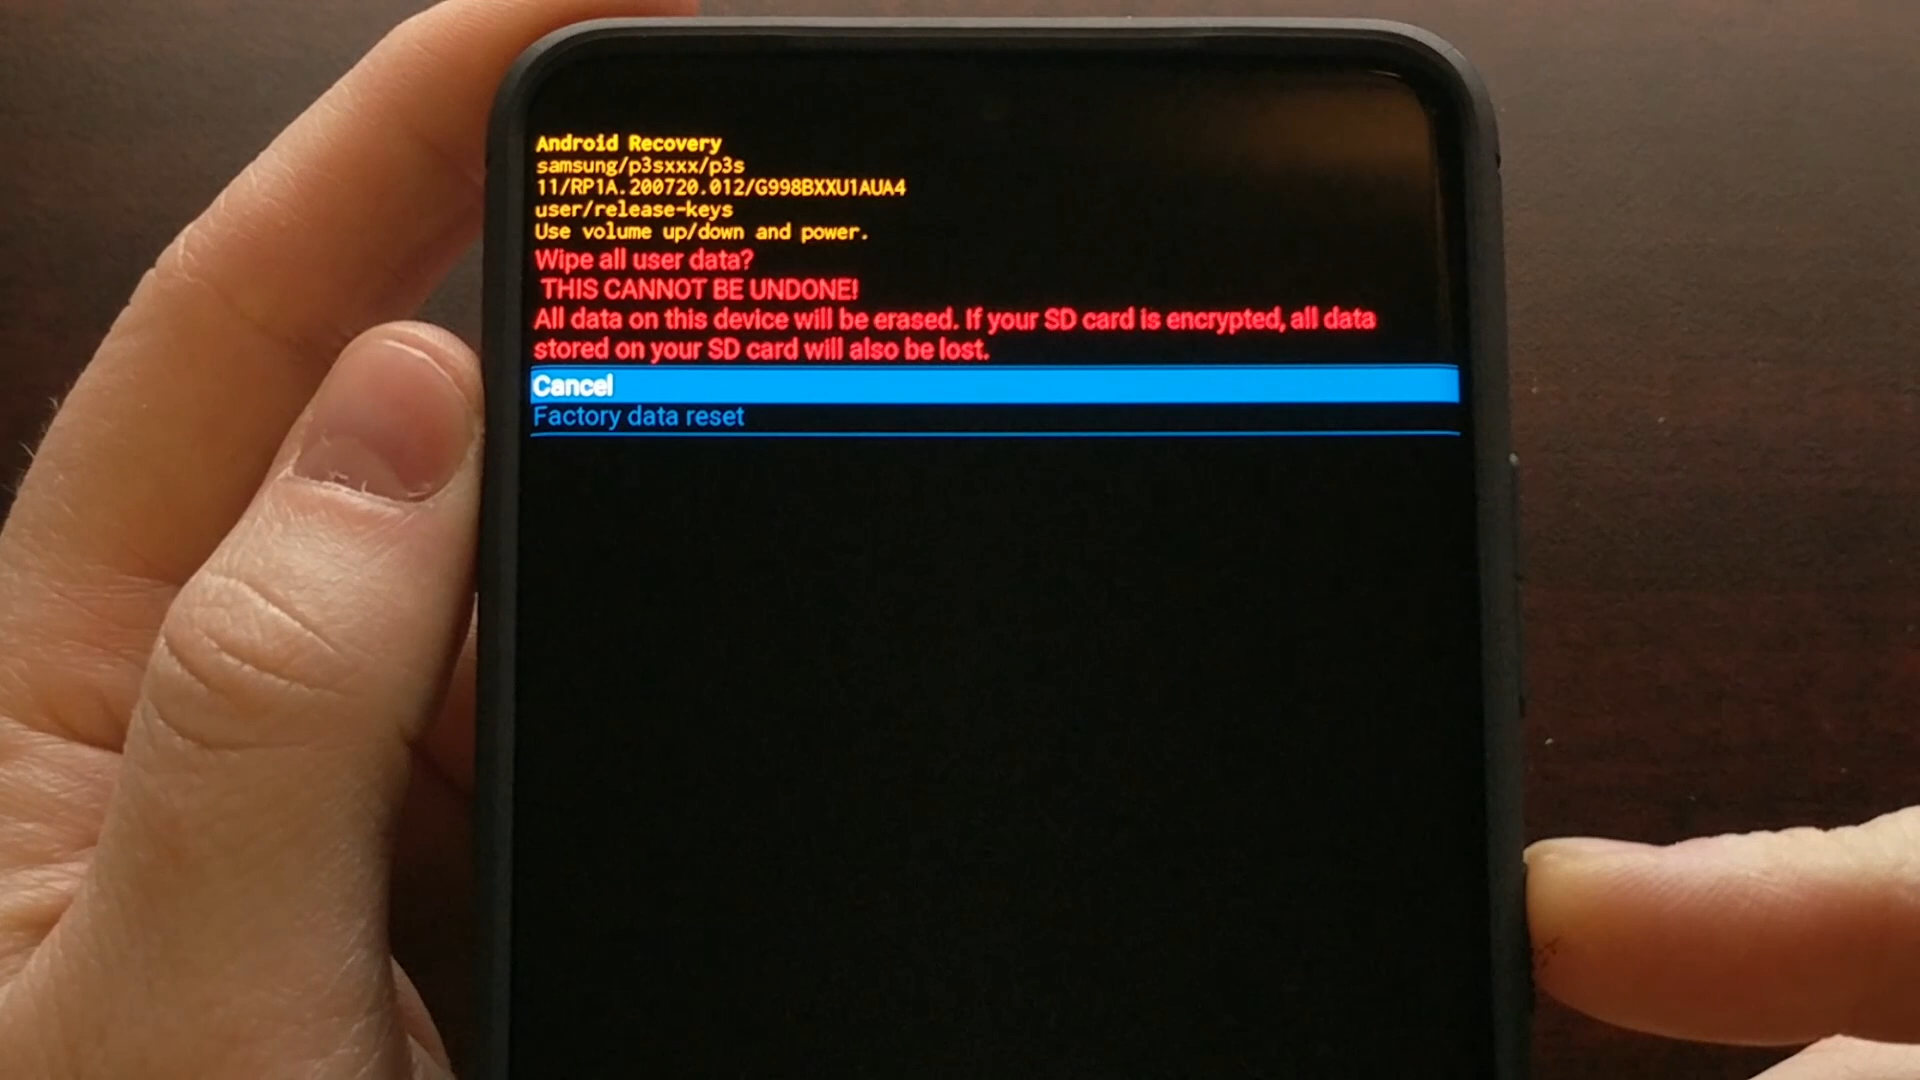 Android Recovery
samsung/p3sxxx/p3s
11/RP1A.200720.012/G998BXXU1AUA4
user/release-keys
Use volume up/down and power.
Wipe all user data?
THIS CANNOT BE UNDONE!
All data on this device will be erased. If your SD card is encrypted, all data
stored on your SD card will also be lost.
Cancel
Factory data reset